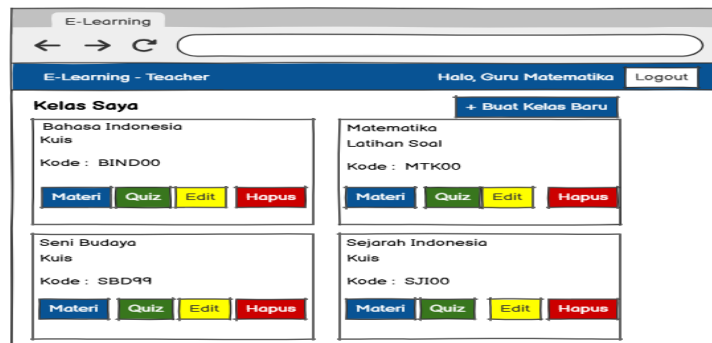 E-Learning
E-Learning - Teacher
Halo, Guru Matematika
Logout
Kelas Saya
+ Buat Kelas Baru
Bahasa Indonesia
Kuis
Kode : BIND00
Materi Quiz Edit Hapus
Matematika
Latihan Soal
Kode : MTK00
Materi Quiz Edit Hapus
Seni Budaya
Kuis
Kode : SBD99
Materi Quiz Edit Hapus
Sejarah Indonesia
Kuis
Kode : SJI00
Materi Quiz Edit Hapus